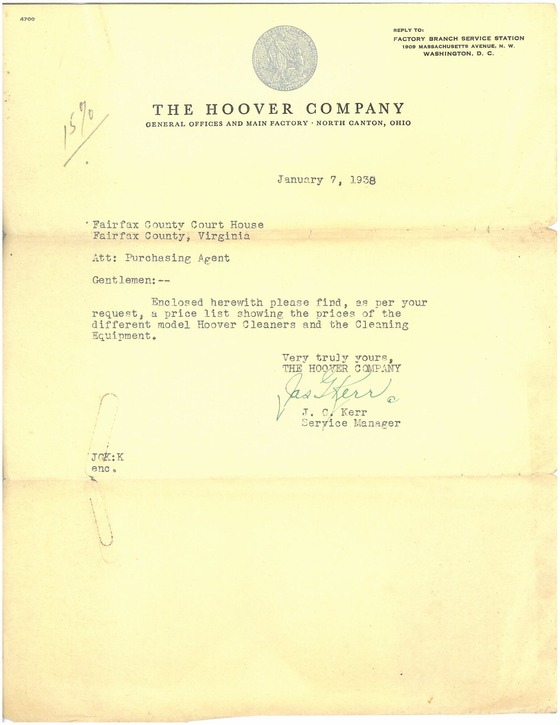 4700
REPLY TO:
FACTORY BRANCH SERVICE STATION
1909 MASSACHUSETTS AVENUE, N. W.
WASHINGTON, D. C.
15%
THE HOOVER COMPANY
GENERAL OFFICES AND MAIN FACTORY · NORTH CANTON, OHIO
January 7, 1938
Fairfax County Court House
Fairfax County, Virginia
Att: Purchasing Agent
Gentlemen:--
Enclosed herewith please find, as per your
request, a price list showing the prices of the
different model Hoover Cleaners and the Cleaning
Equipment.
Very truly yours,
THE HOOVER COMPANY
Jas G Kerr
J. G. Kerr
Service Manager
JGK:K
enc.